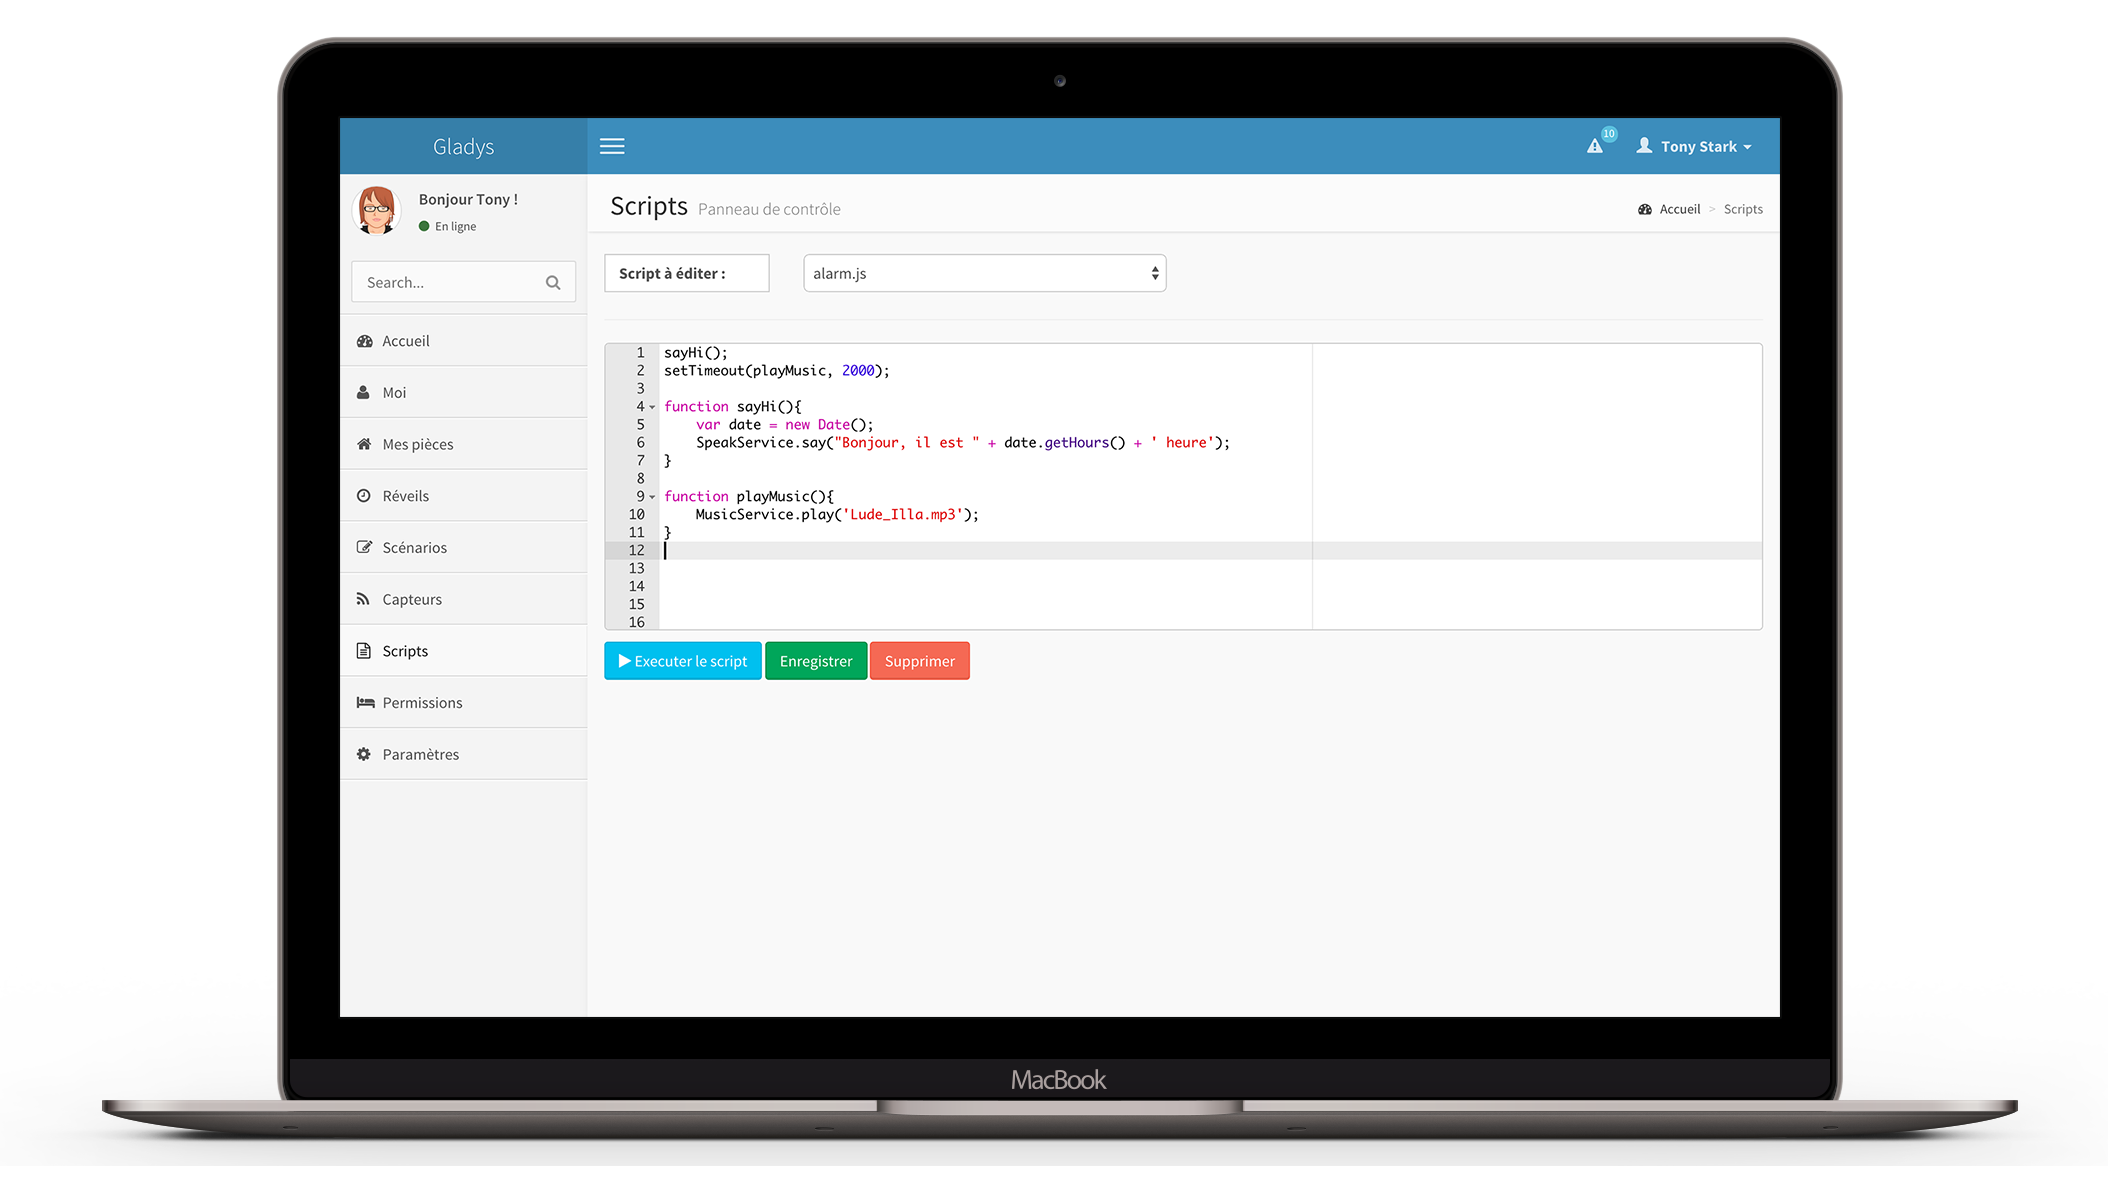 Gladys
10
Tony Stark
Bonjour Tony !
En ligne
Search...
Accueil
Moi
Mes pièces
Réveils
Scénarios
Capteurs
Scripts
Permissions
Paramètres
Scripts Panneau de contrôle
Accueil > Scripts
Script à éditer :
alarm.js
1 sayHi();
2 setTimeout(playMusic, 2000);
3
4 function sayHi(){
5 var date = new Date();
6 SpeakService.say("Bonjour, il est " + date.getHours() + ' heure');
7 }
8
9 function playMusic(){
10 MusicService.play('Lude_Illa.mp3');
11 }
12
13
14
15
16
Executer le script
Enregistrer
Supprimer
MacBook